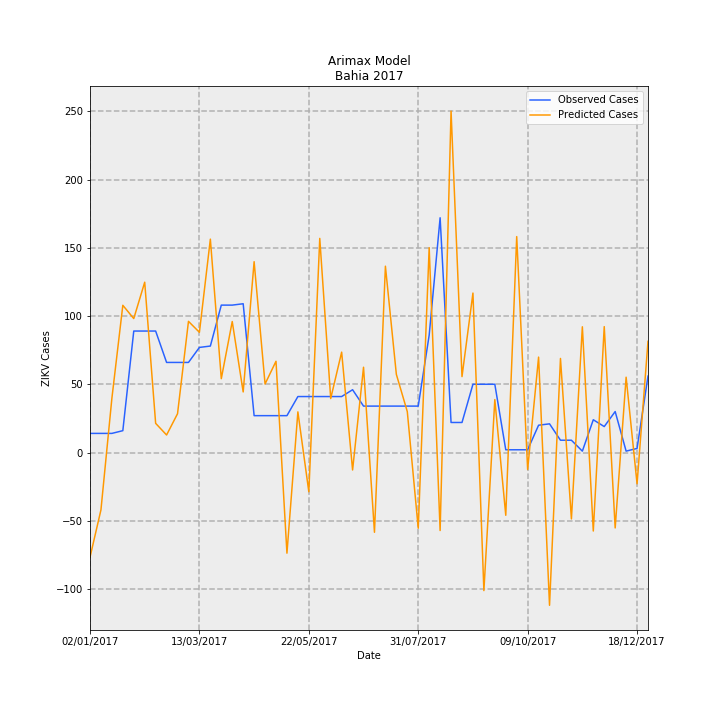 Arimax Model
Bahia 2017
Observed Cases
Predicted Cases
250
200
150
100
50
0
−50
−100
ZIKV Cases
02/01/2017
13/03/2017
22/05/2017
31/07/2017
09/10/2017
18/12/2017
Date